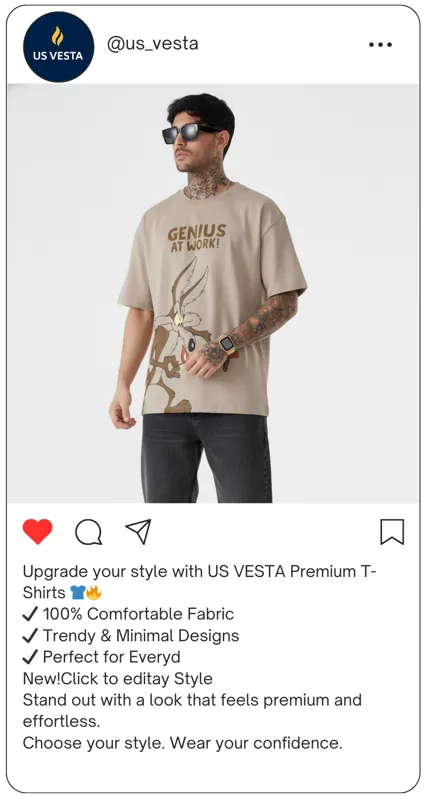 US VESTA
@us_vesta
GENIUS
AT WORK!
Upgrade your style with US VESTA Premium T-
Shirts 👕🔥
✓ 100% Comfortable Fabric
✓ Trendy & Minimal Designs
✓ Perfect for Everyd
New!Click to editay Style
Stand out with a look that feels premium and
effortless.
Choose your style. Wear your confidence.